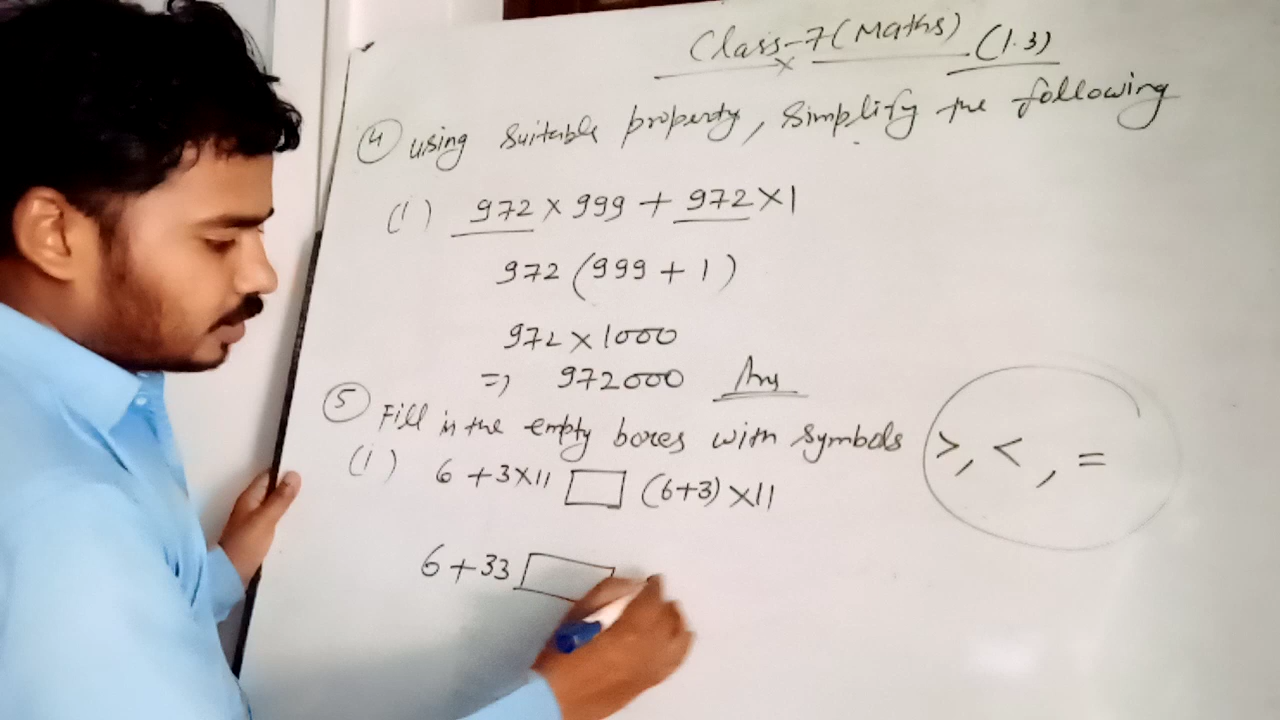 Class-7 (Maths) (1.3)
4 using suitable property, simplify the following
(i) 972 × 999 + 972 × 1
972 (999 + 1)
972 × 1000
=) 972000 Ans
5 Fill in the empty boxes with symbols >, < , =
(i) 6 + 3×11 □ (6+3) ×11
6 + 33 □